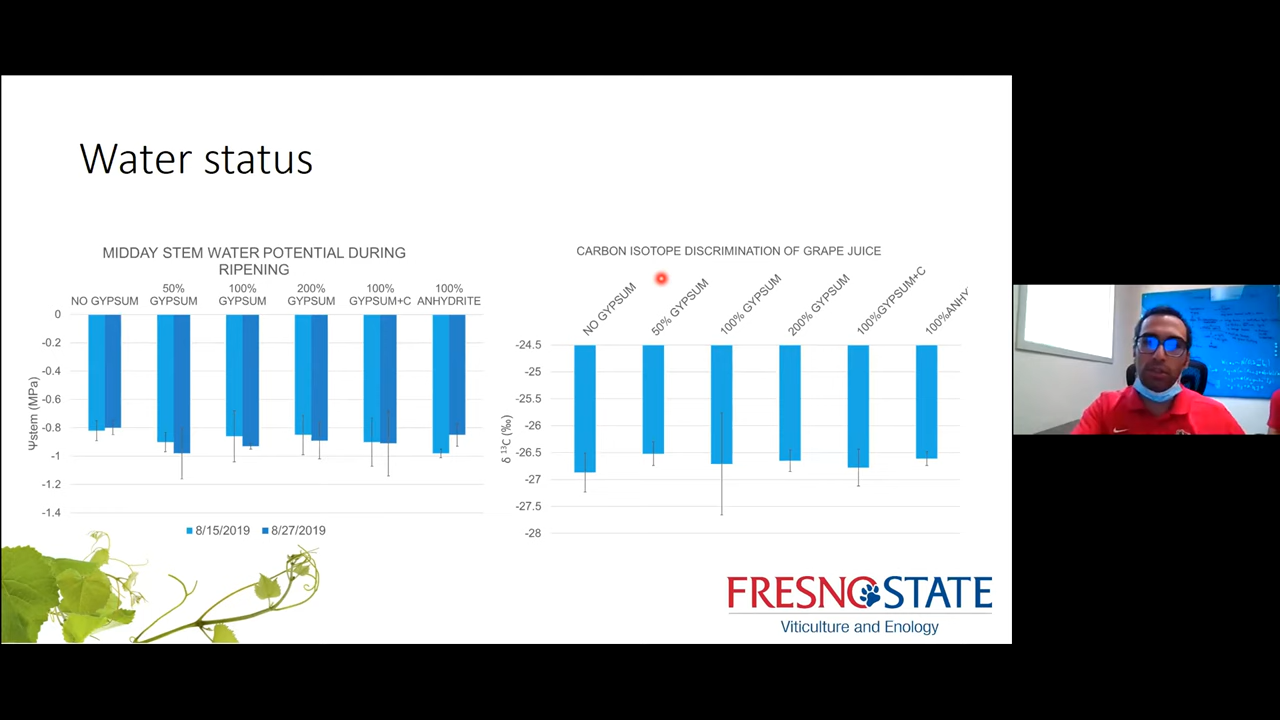 Water status
MIDDAY STEM WATER POTENTIAL DURING
RIPENING
NO GYPSUM
50%
GYPSUM
100%
GYPSUM
200%
GYPSUM
100%
GYPSUM+C
100%
ANHYDRITE
0
-0.2
-0.4
-0.6
-0.8
-1
-1.2
-1.4
Ψstem (MPa)
8/15/2019
8/27/2019
CARBON ISOTOPE DISCRIMINATION OF GRAPE JUICE
NO GYPSUM
50% GYPSUM
100% GYPSUM
200% GYPSUM
100%GYPSUM+C
100%ANHY
-24.5
-25
-25.5
-26
-26.5
-27
-27.5
-28
δ ¹³C (‰)
FRESNO STATE
Viticulture and Enology